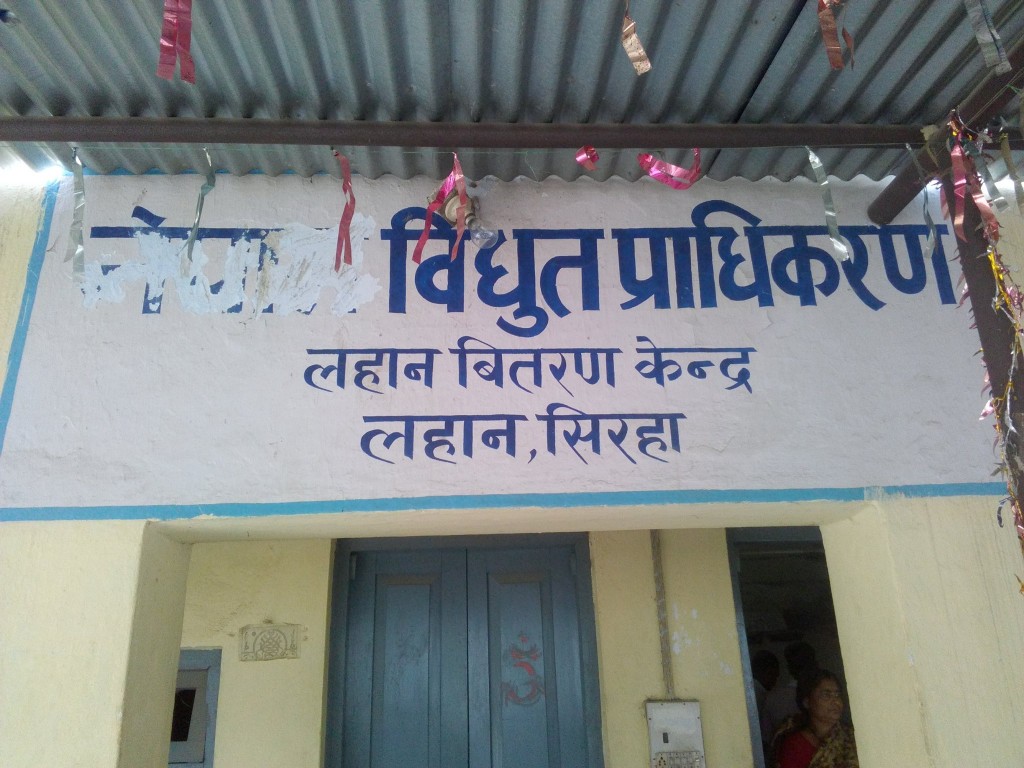 नेपाल विद्युत प्राधिकरण
लहान बितरण केन्द्र
लहान, सिरहा
ॐ